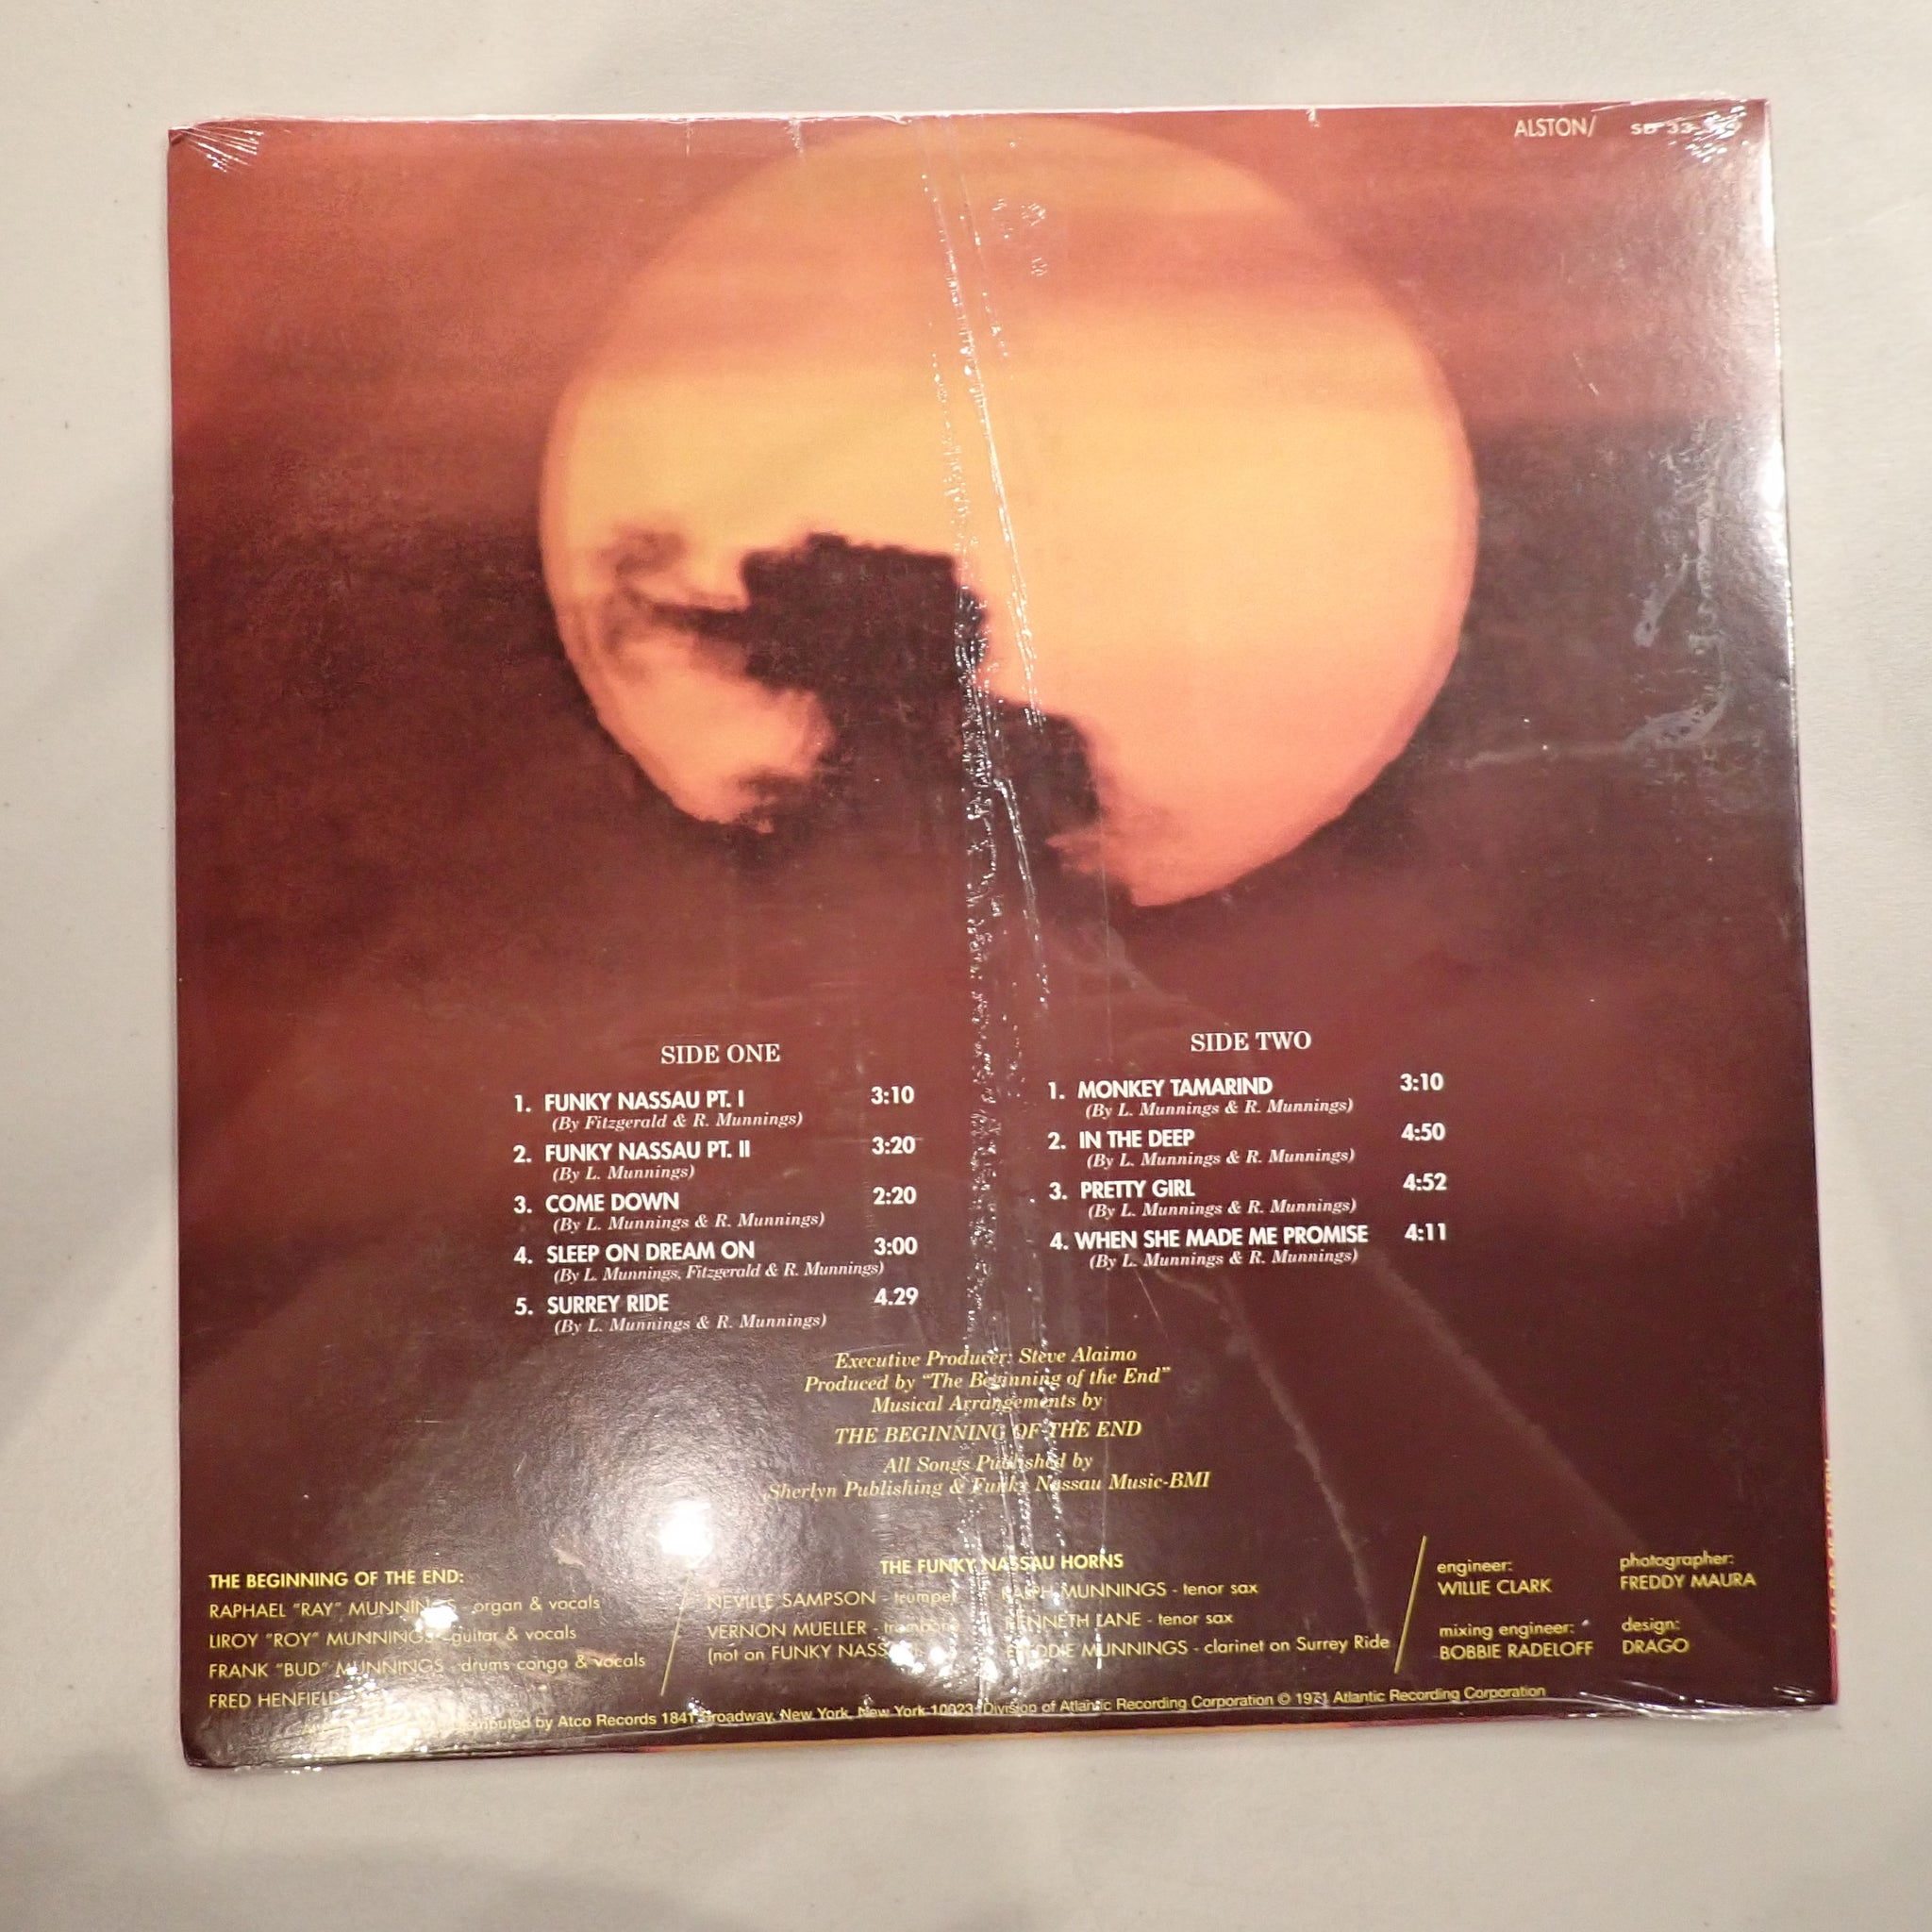 ALSTON/ SD 33
SIDE ONE
1. FUNKY NASSAU PT. I 3:10
(By Fitzgerald & R. Munnings)
2. FUNKY NASSAU PT. II 3:20
(By L. Munnings)
3. COME DOWN 2:20
(By L. Munnings & R. Munnings)
4. SLEEP ON DREAM ON 3:00
(By L. Munnings, Fitzgerald & R. Munnings)
5. SURREY RIDE 4.29
(By L. Munnings & R. Munnings)
SIDE TWO
1. MONKEY TAMARIND 3:10
(By L. Munnings & R. Munnings)
2. IN THE DEEP 4:50
(By L. Munnings & R. Munnings)
3. PRETTY GIRL 4:52
(By L. Munnings & R. Munnings)
4. WHEN SHE MADE ME PROMISE 4:11
(By L. Munnings & R. Munnings)
Executive Producer: Steve Alaimo
Produced by "The Beginning of the End"
Musical Arrangements by
THE BEGINNING OF THE END
All Songs Published by
Sherlyn Publishing & Funky Nassau Music-BMI
THE BEGINNING OF THE END:
RAPHAEL "RAY" MUNNINGS - organ & vocals
LIROY "ROY" MUNNINGS - guitar & vocals
FRANK "BUD" MUNNINGS - drums conga & vocals
FRED HENFIELD
THE FUNKY NASSAU HORNS
NEVILLE SAMPSON - trumpet
VERNON MUELLER - trombone
(not on FUNKY NASSAU
RALPH MUNNINGS - tenor sax
KENNETH LANE - tenor sax
FREDDIE MUNNINGS - clarinet on Surrey Ride
engineer:
WILLIE CLARK
mixing engineer:
BOBBIE RADELOFF
photographer:
FREDDY MAURA
design:
DRAGO
Distributed by Atco Records 1841 Broadway, New York, New York 10023 Division of Atlantic Recording Corporation © 1971 Atlantic Recording Corporation